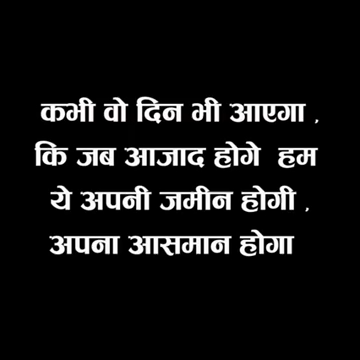 कभी वो दिन भी आएगा ,
कि जब आजाद होगे हम
ये अपनी जमीन होगी ,
अपना आसमान होगा